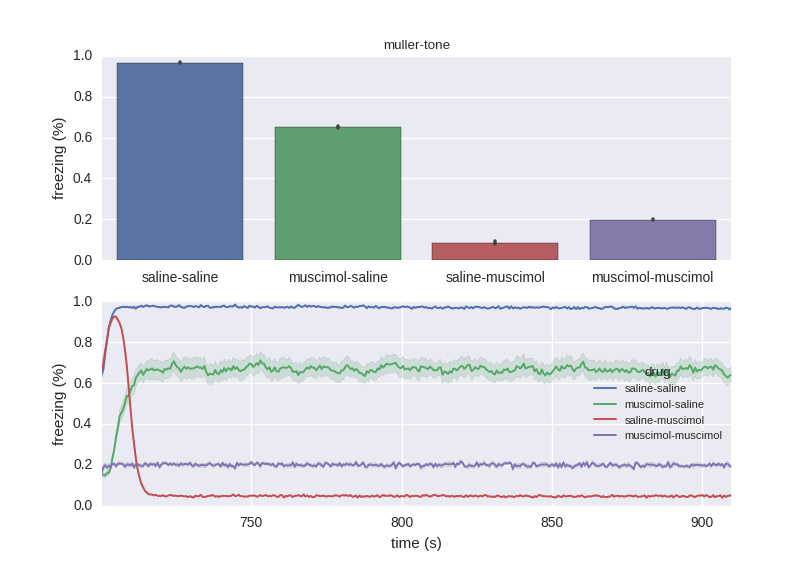 muller-tone
freezing (%)
1.0
0.8
0.6
0.4
0.2
0.0
saline-saline muscimol-saline saline-muscimol muscimol-muscimol
freezing (%)
1.0
0.8
0.6
0.4
0.2
0.0
drug
saline-saline
muscimol-saline
saline-muscimol
muscimol-muscimol
750 800 850 900
time (s)